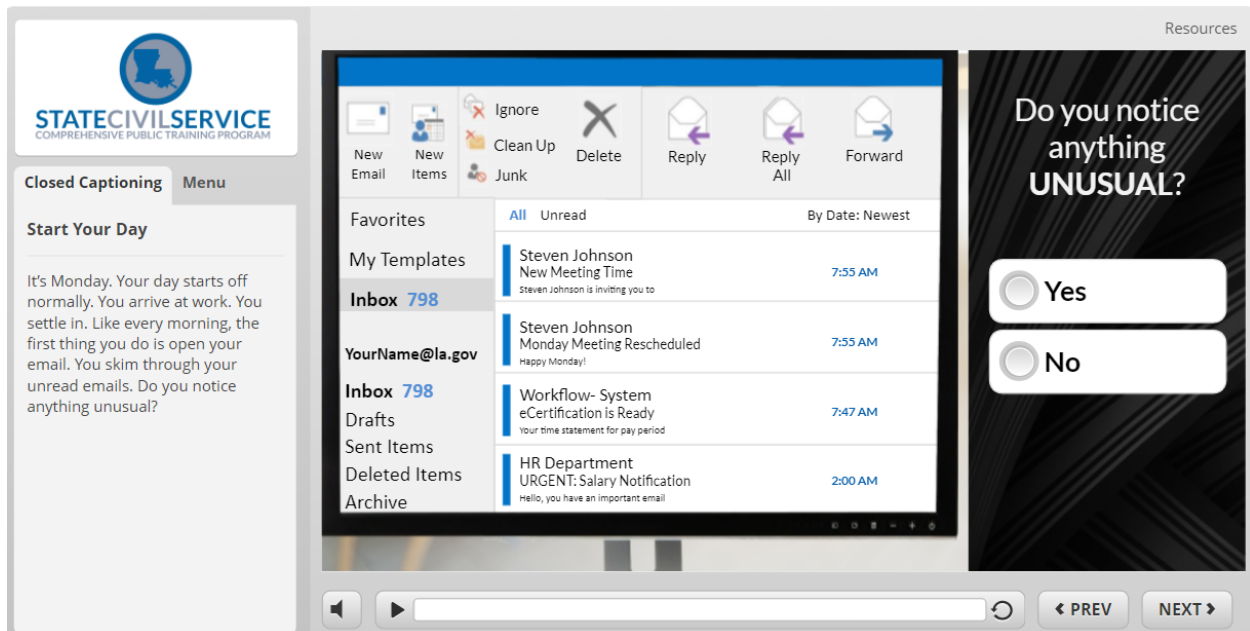 Resources
STATECIVILSERVICE
COMPREHENSIVE PUBLIC TRAINING PROGRAM
Closed Captioning Menu
Start Your Day
It's Monday. Your day starts off
normally. You arrive at work. You
settle in. Like every morning, the
first thing you do is open your
email. You skim through your
unread emails. Do you notice
anything unusual?
New
Email
New
Items
Ignore
Clean Up
Junk
Delete
Reply
Reply
All
Forward
Favorites
My Templates
Inbox 798
YourName@la.gov
Inbox 798
Drafts
Sent Items
Deleted Items
Archive
All Unread By Date: Newest
Steven Johnson
New Meeting Time
Steven Johnson is inviting you to
7:55 AM
Steven Johnson
Monday Meeting Rescheduled
Happy Monday!
7:55 AM
Workflow- System
eCertification is Ready
Your time statement for pay period
7:47 AM
HR Department
URGENT: Salary Notification
Hello, you have an important email
2:00 AM
Do you notice
anything
UNUSUAL?
Yes
No
PREV
NEXT